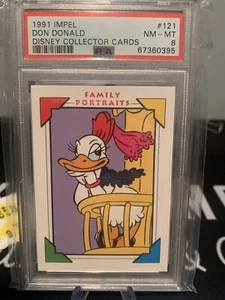 1991 IMPEL #121
DON DONALD NM-MT
DISNEY COLLECTOR CARDS 8
PSA 67360395
FAMILY
PORTRAITS